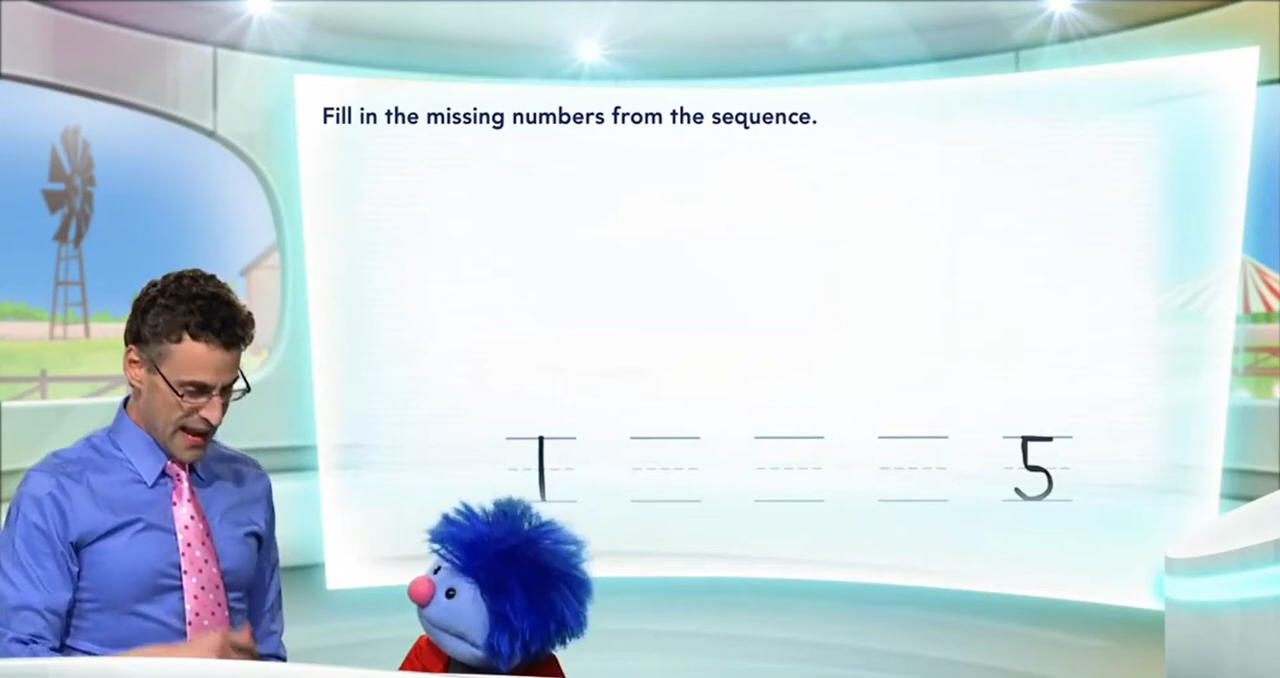 Fill in the missing numbers from the sequence.
1 5